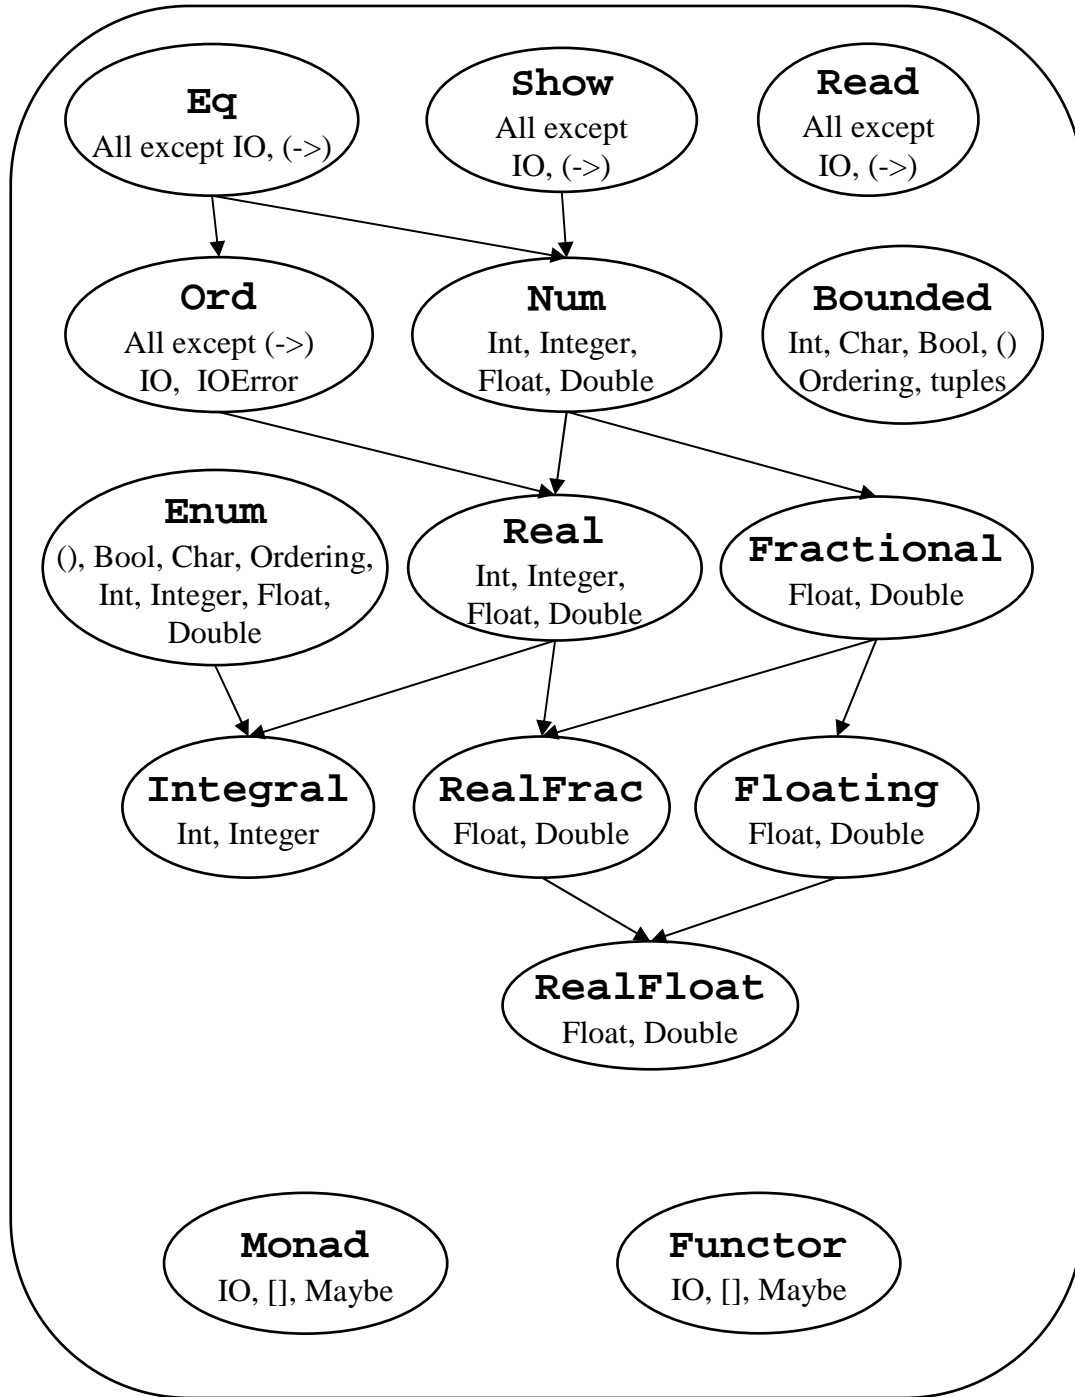 Eq
All except IO, (->)
Show
All except
IO, (->)
Read
All except
IO, (->)
Ord
All except (->)
IO, IOError
Num
Int, Integer,
Float, Double
Bounded
Int, Char, Bool, ()
Ordering, tuples
Enum
(), Bool, Char, Ordering,
Int, Integer, Float,
Double
Real
Int, Integer,
Float, Double
Fractional
Float, Double
Integral
Int, Integer
RealFrac
Float, Double
Floating
Float, Double
RealFloat
Float, Double
Monad
IO, [], Maybe
Functor
IO, [], Maybe